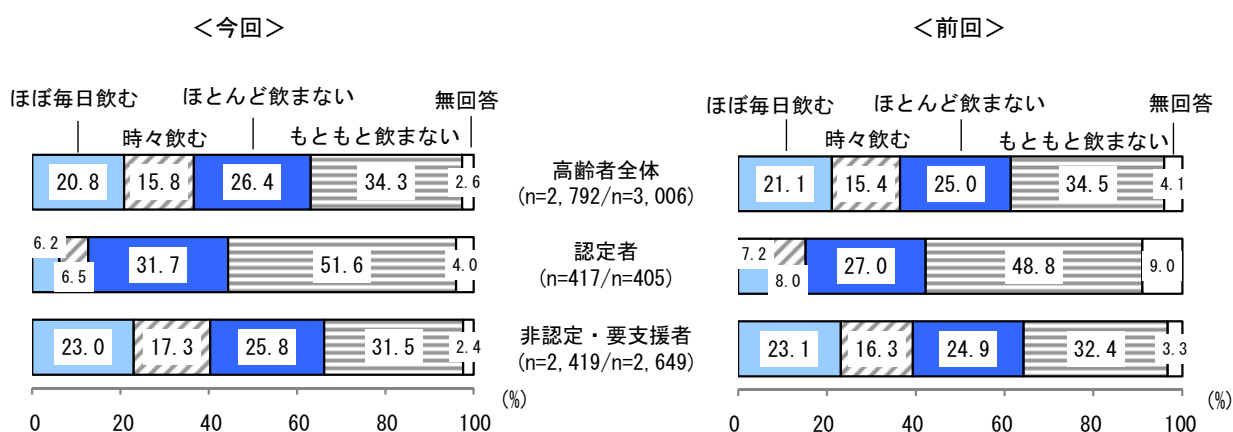 ＜今回＞
＜前回＞
ほぼ毎日飲む
ほとんど飲まない
無回答
時々飲む
もともと飲まない
ほぼ毎日飲む
ほとんど飲まない
無回答
時々飲む
もともと飲まない
20.8
15.8
26.4
34.3
2.6
高齢者全体
(n=2,792/n=3,006)
21.1
15.4
25.0
34.5
4.1
6.2
6.5
31.7
51.6
4.0
認定者
(n=417/n=405)
7.2
8.0
27.0
48.8
9.0
23.0
17.3
25.8
31.5
2.4
非認定・要支援者
(n=2,419/n=2,649)
23.1
16.3
24.9
32.4
3.3
0 20 40 60 80 100 (%)
0 20 40 60 80 100 (%)